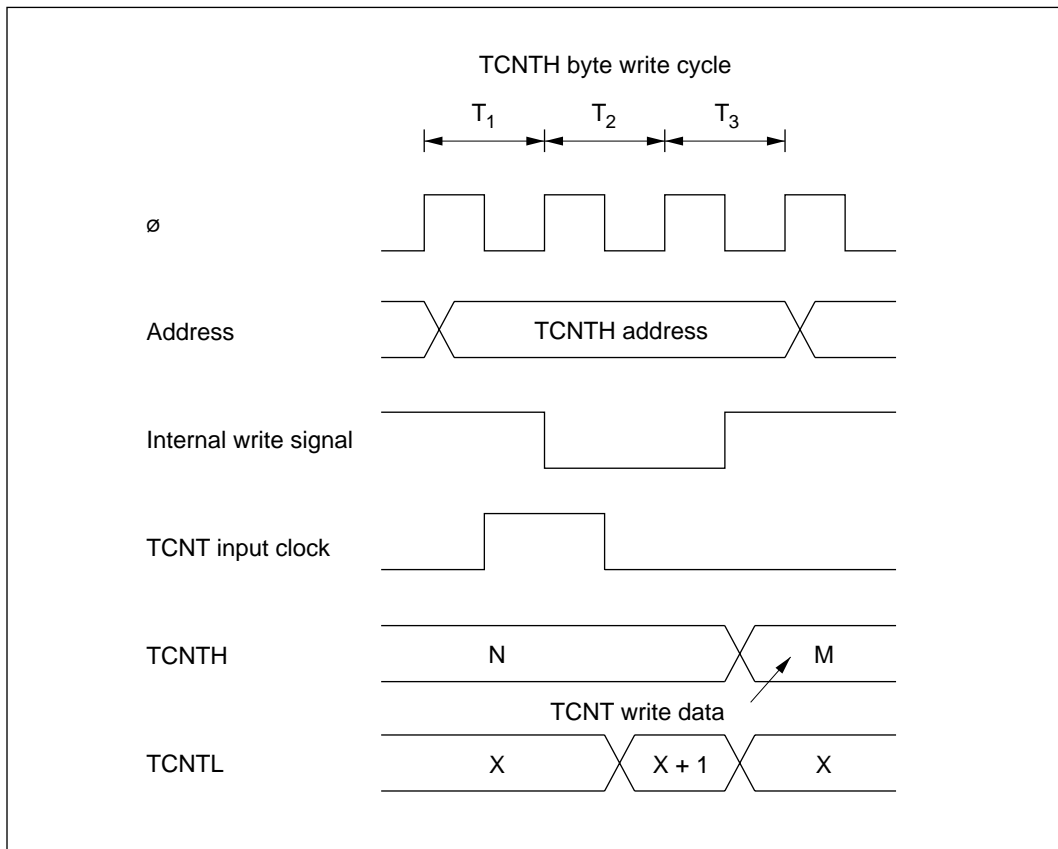 TCNTH byte write cycle
T1 T2 T3
ø
Address TCNTH address
Internal write signal
TCNT input clock
TCNTH N M
TCNT write data
TCNTL X X + 1 X